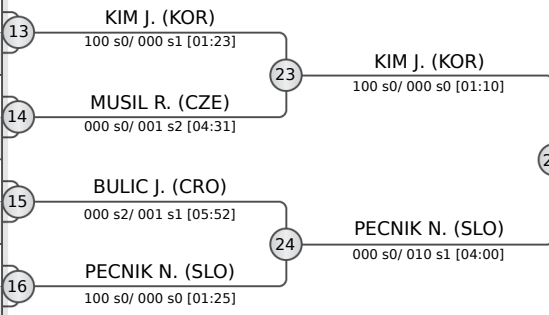 KIM J. (KOR)
13
100 s0/ 000 s1 [01:23]
23
KIM J. (KOR)
100 s0/ 000 s0 [01:10]
MUSIL R. (CZE)
14
000 s0/ 001 s2 [04:31]
BULIC J. (CRO)
15
000 s2/ 001 s1 [05:52]
24
PECNIK N. (SLO)
000 s0/ 010 s1 [04:00]
PECNIK N. (SLO)
16
100 s0/ 000 s0 [01:25]